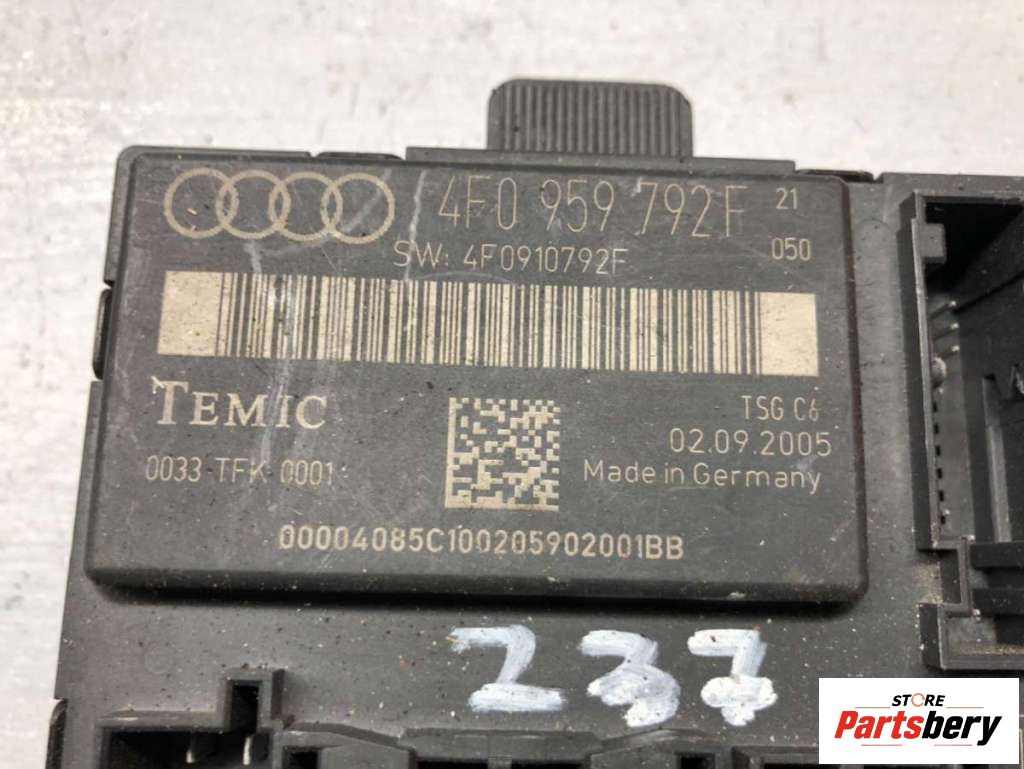 4F0 959 792F 21
SW: 4F0910792F 050
TEMIC
TSG C6
02.09.2005
0033 TFK 0001
Made in Germany
00004085C100205902001BB
237
STORE
Partsbery